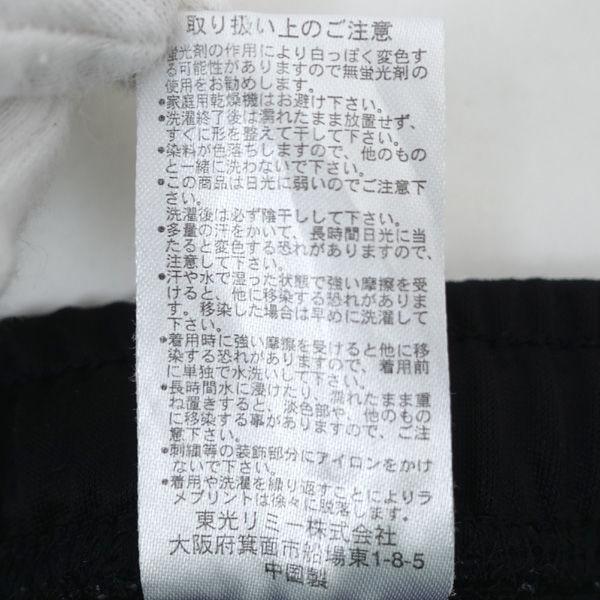 取り扱い上のご注意
蛍光剤の作用により白っぽく変色す
る可能性がありますので無蛍光剤の
使用をお勧めします。
•家庭用乾燥機はお避け下さい。
•洗濯終了後は濡れたまま放置せず、
すぐに形を整えて干して下さい。
•染料が色落ちしますので、他のもの
と一緒に洗わないで下さい。
•この商品は日光に弱いのでご注意下
さい。
洗濯後は必ず陰干しして下さい。
•多量の汗をかいて、長時間日光に当
たると変色する恐れがありますので、
注意して下さい。
•汗や水で湿った状態で強い摩擦を受
けると、他に移染する恐れがありま
す。移染した場合は早めに洗濯して
下さい。
•着用時に強い摩擦を受けると他に移
染する恐れがありますので、着用前
に単独で水洗いして下さい。
•長時間水に浸けたり、濡れたまま重
ね置きすると、淡色部や、他のもの
に移染する事がありますので、ご注
意下さい。
•刺繍等の装飾部分にアイロンをかけ
ないで下さい。
•着用や洗濯を繰り返すことによりラ
メプリントは徐々に脱落します。
東光リミー株式会社
大阪府箕面市船場東1-8-5
中国製